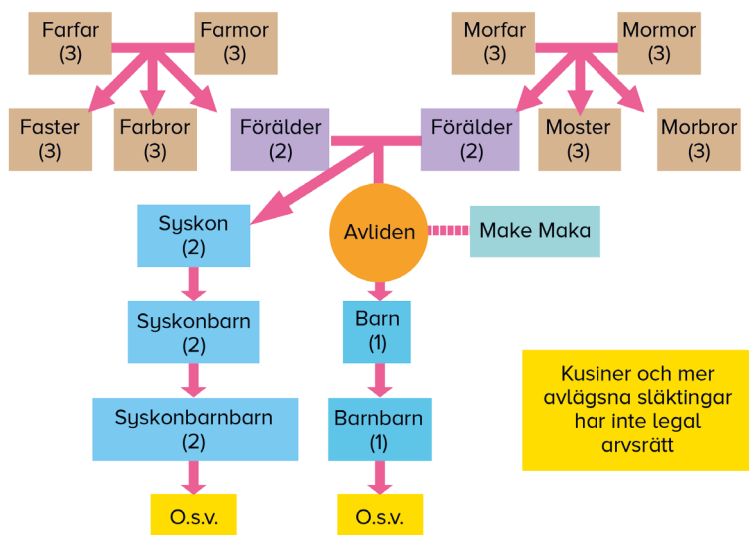 Farfar
(3)
Farmor
(3)
Morfar
(3)
Mormor
(3)
Faster
(3)
Farbror
(3)
Förälder
(2)
Förälder
(2)
Moster
(3)
Morbror
(3)
Syskon
(2)
Avliden
Make Maka
Syskonbarn
(2)
Barn
(1)
Kusiner och mer
avlägsna släktingar
har inte legal
arvsrätt
Syskonbarnbarn
(2)
Barnbarn
(1)
O.s.v.
O.s.v.